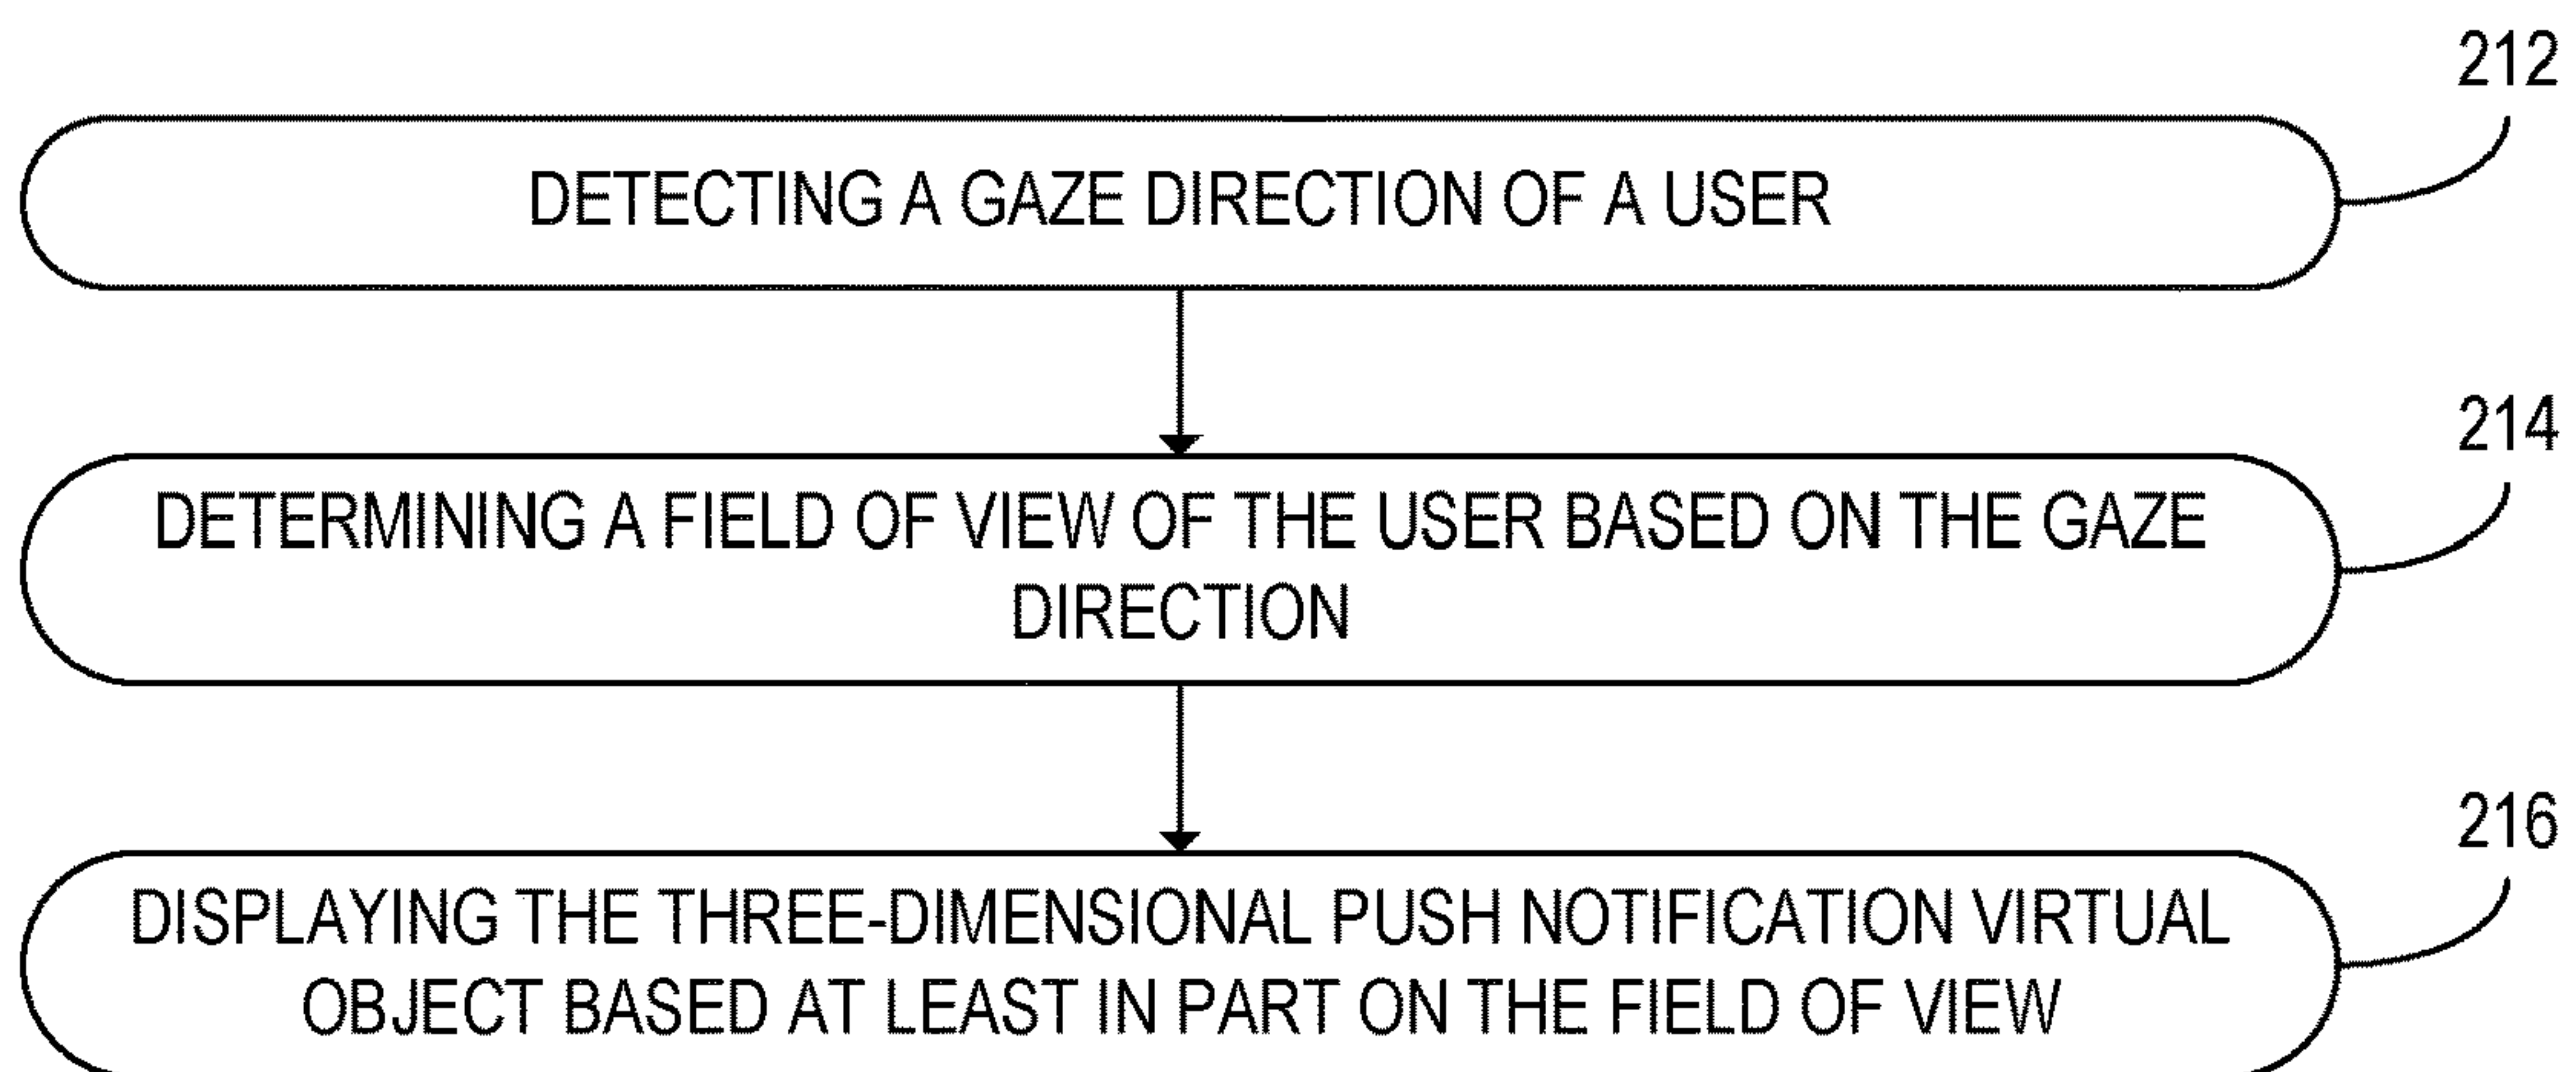 212
DETECTING A GAZE DIRECTION OF A USER
214
DETERMINING A FIELD OF VIEW OF THE USER BASED ON THE GAZE
DIRECTION
216
DISPLAYING THE THREE-DIMENSIONAL PUSH NOTIFICATION VIRTUAL
OBJECT BASED AT LEAST IN PART ON THE FIELD OF VIEW